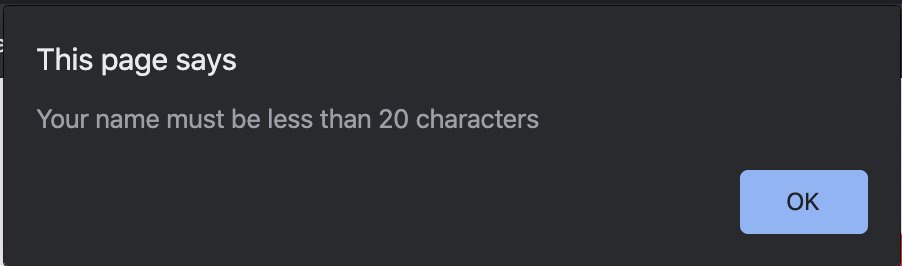 This page says
Your name must be less than 20 characters
OK